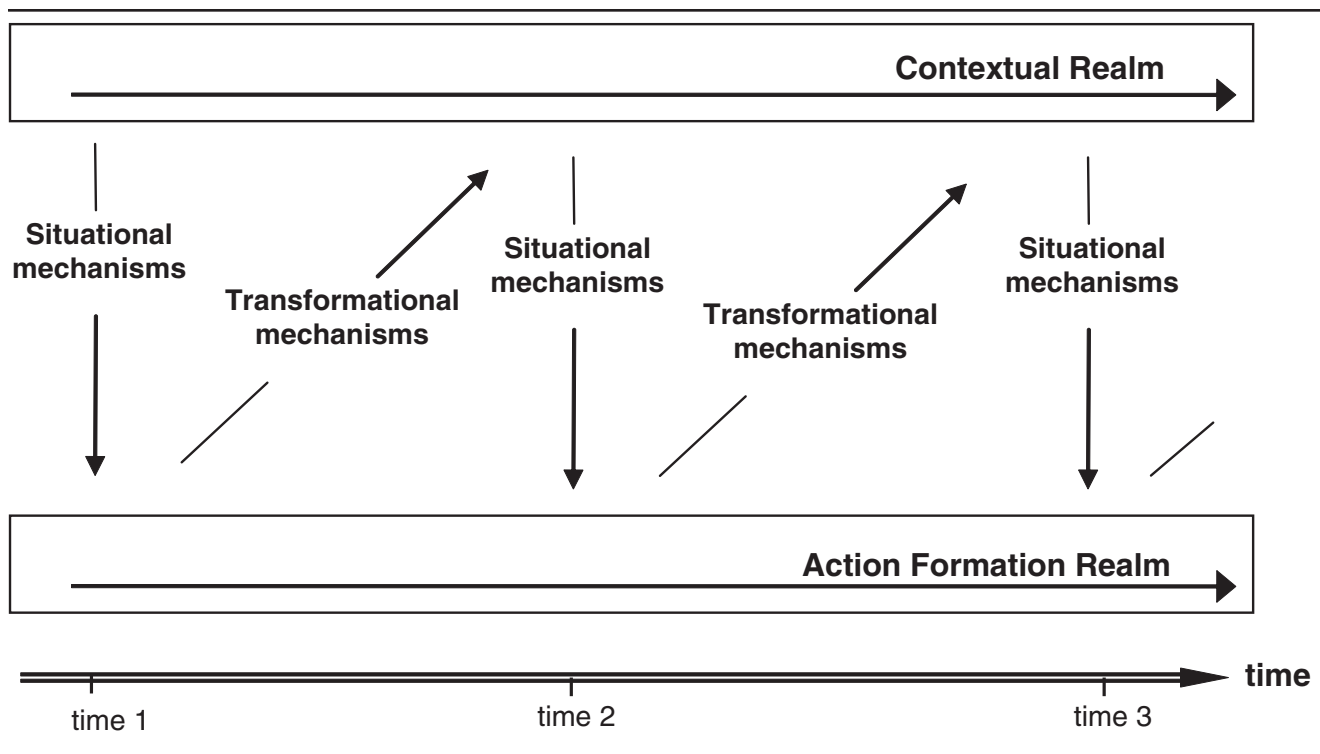 Contextual Realm
Situational
mechanisms
Transformational
mechanisms
Situational
mechanisms
Transformational
mechanisms
Situational
mechanisms
Action Formation Realm
time
time 1
time 2
time 3